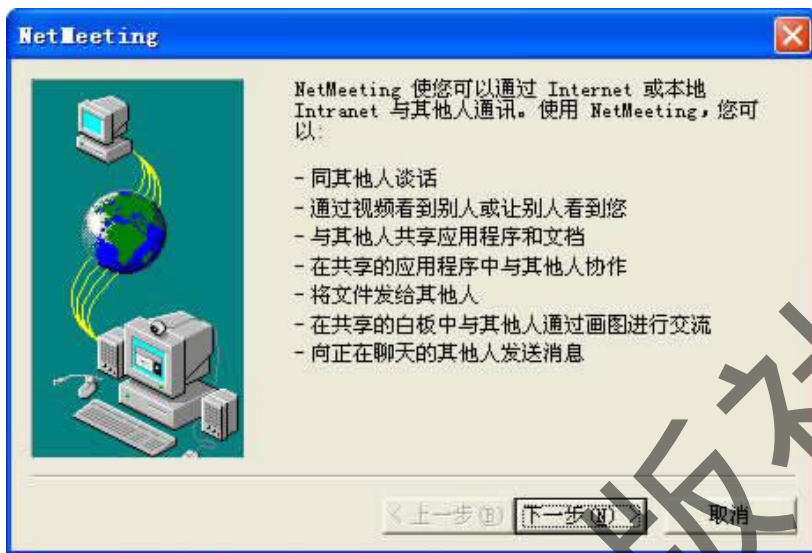 NetMeeting
NetMeeting 使您可以通过 Internet 或本地
Intranet 与其他人通讯。使用 NetMeeting，您可
以：
- 同其他人谈话
- 通过视频看到别人或让别人看到您
- 与其他人共享应用程序和文档
- 在共享的应用程序中与其他人协作
- 将文件发给其他人
- 在共享的白板中与其他人通过画图进行交流
- 向正在聊天的其他人发送消息
< 上一步(B) 下一步(N) > 取消
版社